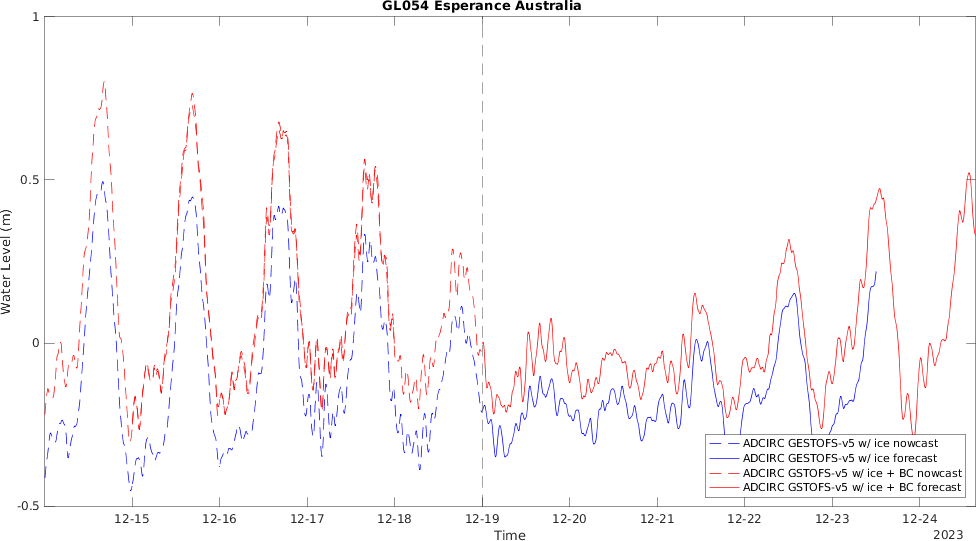 GL054 Esperance Australia
1
0.5
0
-0.5
Water Level (m)
12-15
12-16
12-17
12-18
12-19
12-20
12-21
12-22
12-23
12-24
Time
2023
ADCIRC GESTOFS-v5 w/ ice nowcast
ADCIRC GESTOFS-v5 w/ ice forecast
ADCIRC GSTOFS-v5 w/ ice + BC nowcast
ADCIRC GSTOFS-v5 w/ ice + BC forecast